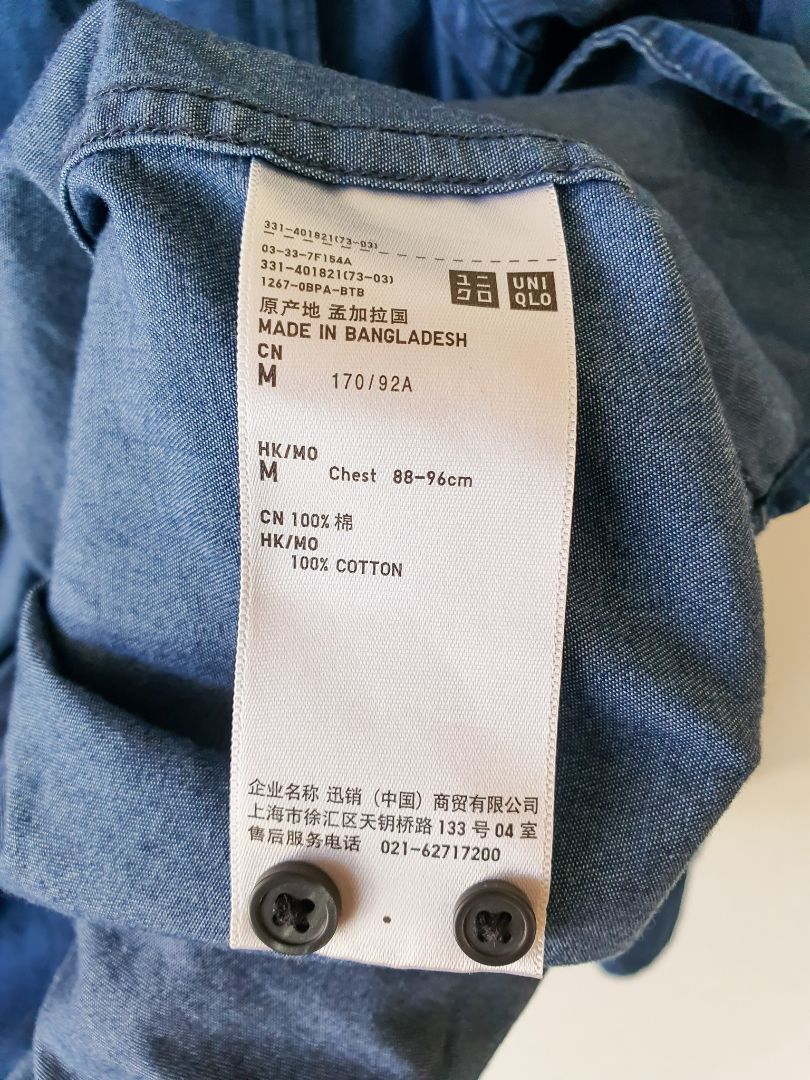 331-401821(73-03)
03-33-7F154A
331-401821(73-03)
1267-0BPA-BTB
ユニ
クロ
UNI
QLO
原产地 孟加拉国
MADE IN BANGLADESH
CN
M 170/92A
HK/MO
M Chest 88-96cm
CN 100% 棉
HK/MO
100% COTTON
企业名称 迅销（中国）商贸有限公司
上海市徐汇区天钥桥路 133 号 04 室
售后服务电话 021-62717200